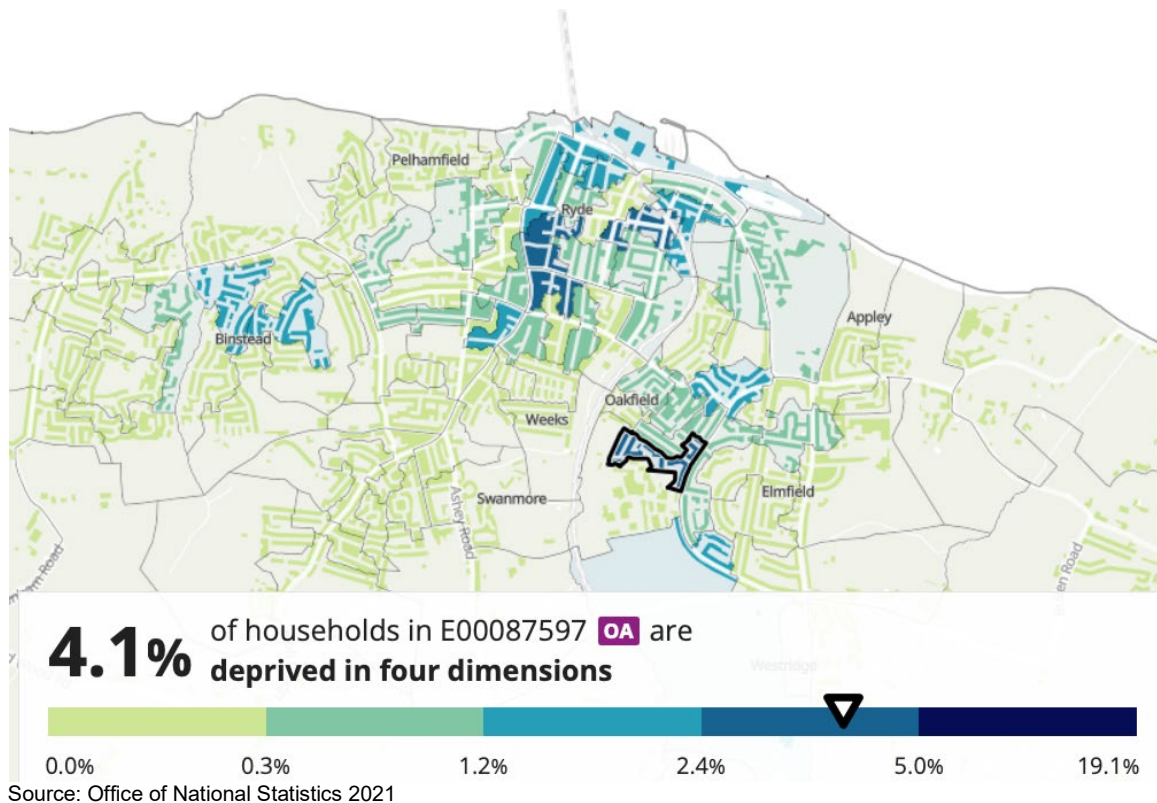 Pelhamfield
Ryde
Appley
Binstead
Oakfield
Weeks
Elmfield
Swanmore
Ashey Road
Westridge
4.1% of households in E00087597 OA are
deprived in four dimensions
0.0% 0.3% 1.2% 2.4% 5.0% 19.1%
Source: Office of National Statistics 2021